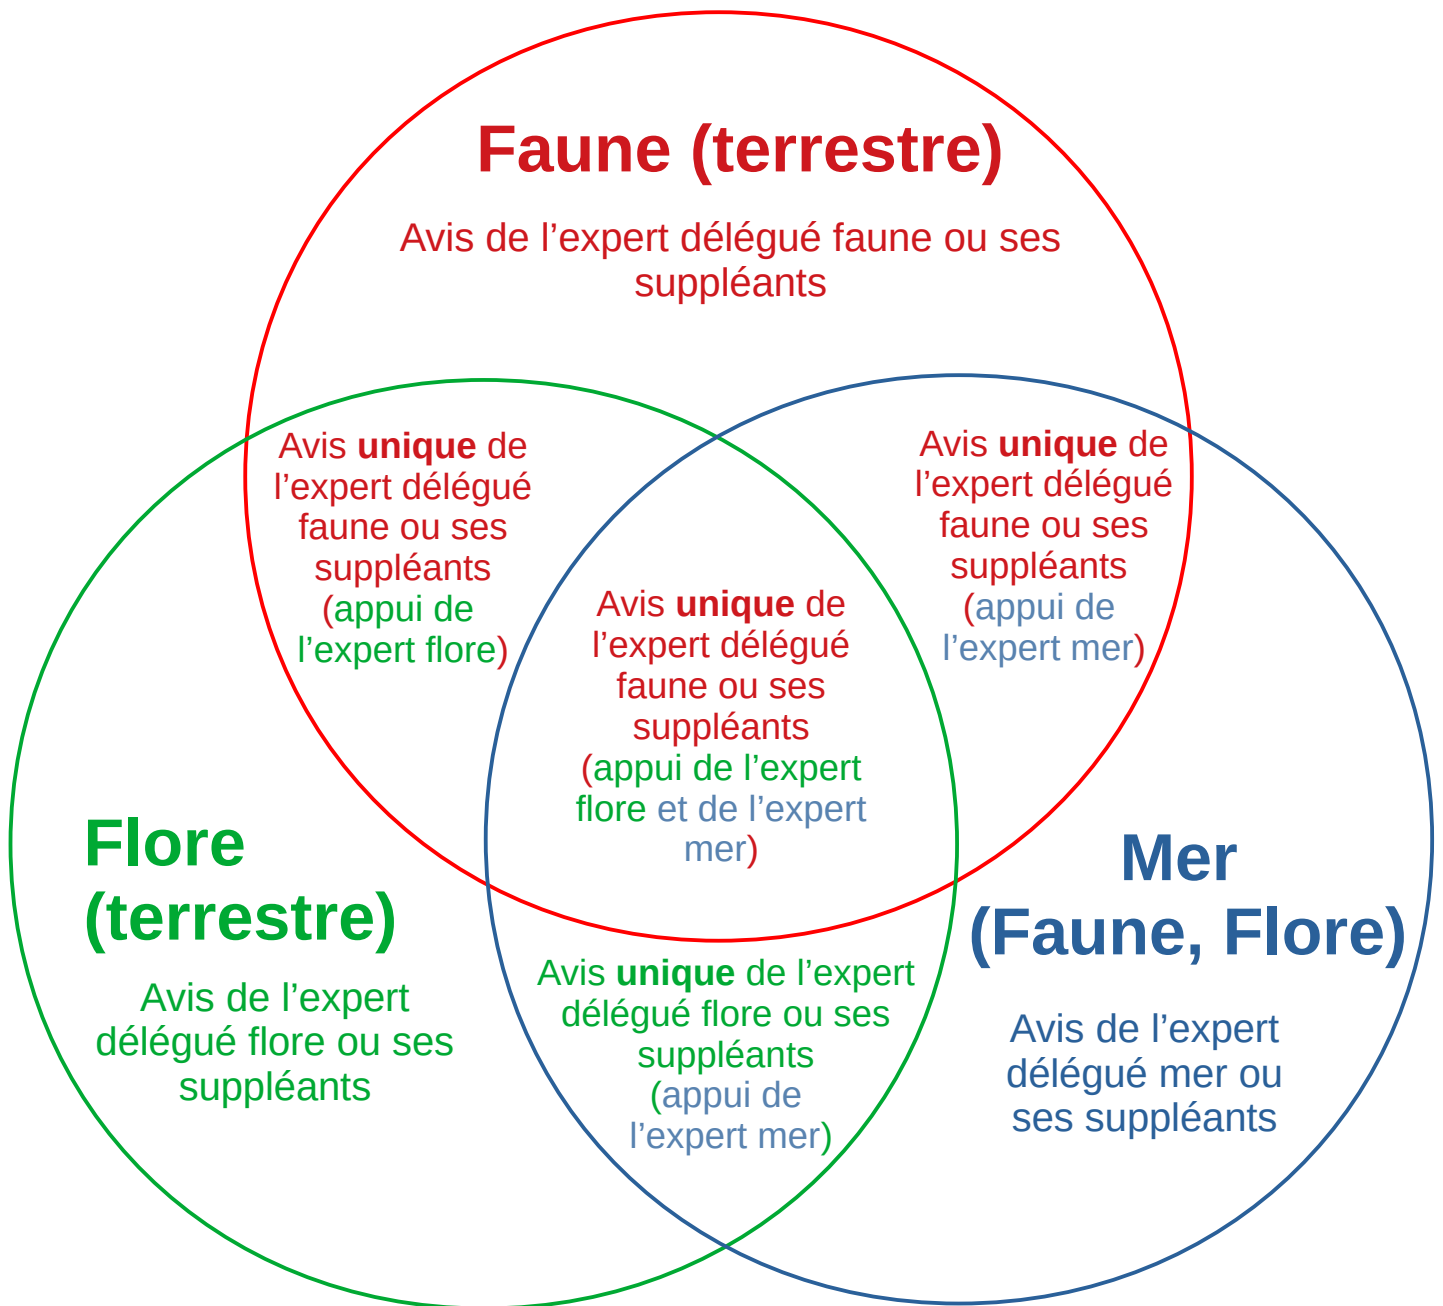 Faune (terrestre)
Avis de l’expert délégué faune ou ses
suppléants
Avis unique de
l’expert délégué
faune ou ses
suppléants
(appui de
l’expert flore)
Avis unique de
l’expert délégué
faune ou ses
suppléants
(appui de
l’expert mer)
Avis unique de
l’expert délégué
faune ou ses
suppléants
(appui de l’expert
flore et de l’expert
mer)
Flore
(terrestre)
Avis de l’expert
délégué flore ou ses
suppléants
Mer
(Faune, Flore)
Avis de l’expert
délégué mer ou
ses suppléants
Avis unique de l’expert
délégué flore ou ses
suppléants
(appui de
l’expert mer)